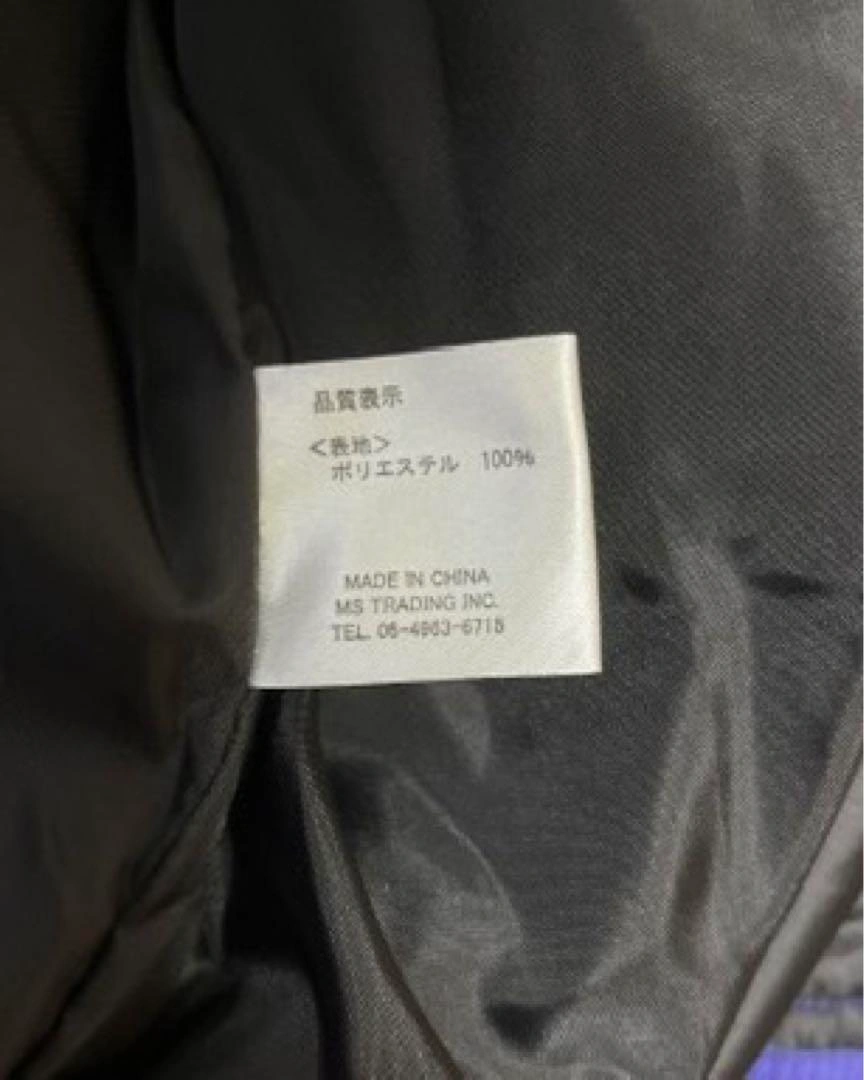 品質表示
<表地>
ポリエステル 100%
MADE IN CHINA
MS TRADING INC.
TEL. 06-4963-6715